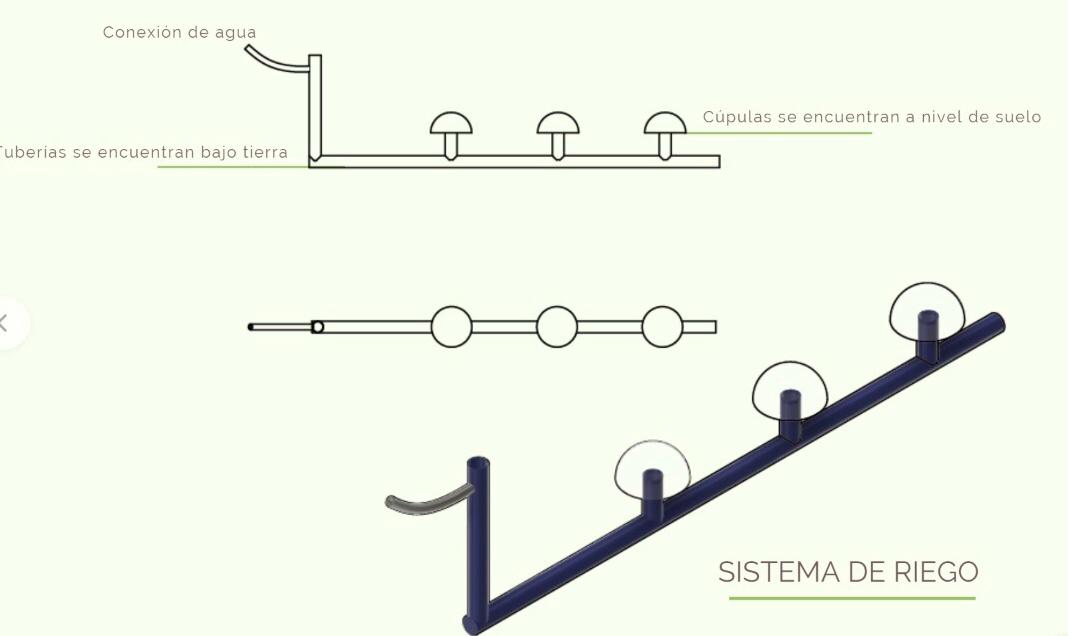 Conexión de agua
Cúpulas se encuentran a nivel de suelo
Tuberias se encuentran bajo tierra
SISTEMA DE RIEGO